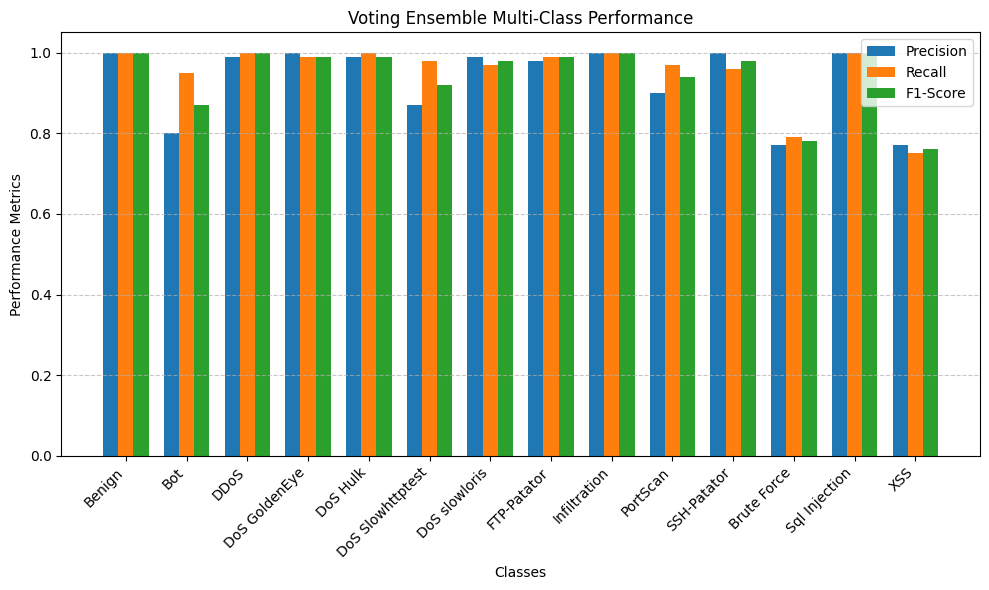 Voting Ensemble Multi-Class Performance
Precision
Recall
F1-Score
Performance Metrics
1.0
0.8
0.6
0.4
0.2
0.0
Benign
Bot
DDoS
DoS GoldenEye
DoS Hulk
DoS Slowhttptest
DoS slowloris
FTP-Patator
Infiltration
PortScan
SSH-Patator
Brute Force
Sql Injection
XSS
Classes